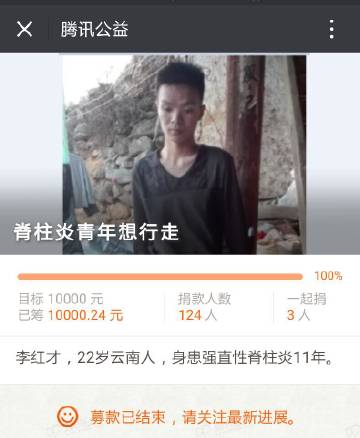 腾讯公益
脊柱炎青年想行走
100%
目标 10000 元
已筹 10000.24 元
捐款人数
124 人
一起捐
3 人
李红才，22岁云南人，身患强直性脊柱炎11年。
募款已结束，请关注最新进展。